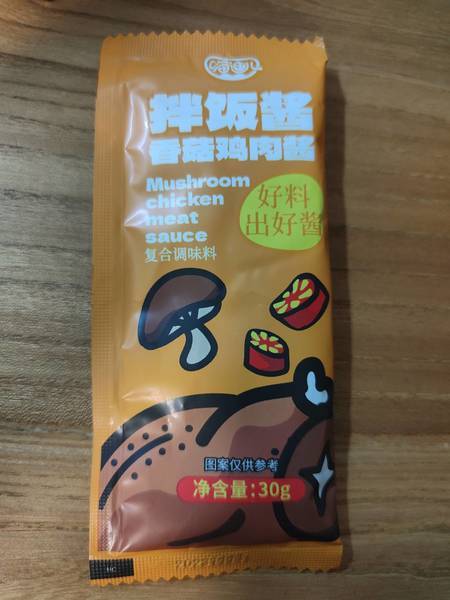 拌饭酱
香菇鸡肉酱
Mushroom
chicken
meat
sauce
复合调味料
好料
出好酱
图案仅供参考
净含量:30g